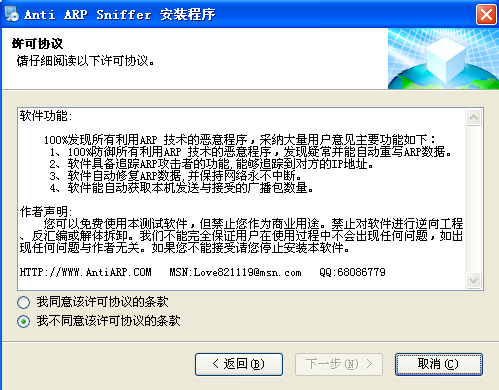 Anti ARP Sniffer 安装程序
许可协议
请仔细阅读以下许可协议。
软件功能:
100%发现所有利用ARP 技术的恶意程序,采纳大量用户意见主要功能如下:
1、100%防御所有利用ARP 技术的恶意程序,发现疑常并能自动重写ARP数据。
2、软件具备追踪ARP攻击者的功能,能够追踪到对方的IP地址。
3、软件自动修复ARP数据,并保持网络永不中断。
4、软件能自动获取本机发送与接受的广播包数量。
作者声明:
您可以免费使用本测试软件,但禁止您作为商业用途。禁止对软件进行逆向工程
、反汇编或解体拆卸。我们不能完全保证用户在使用过程中不会出现任何问题,如出
现任何问题与作者无关。如果您不能接受请您停止安装本软件。
HTTP://WWW.AntiARP.COM MSN:Love821119@msn.com QQ:68086779
我同意该许可协议的条款
我不同意该许可协议的条款
< 返回(B) 下一步(N) > 取消(C)